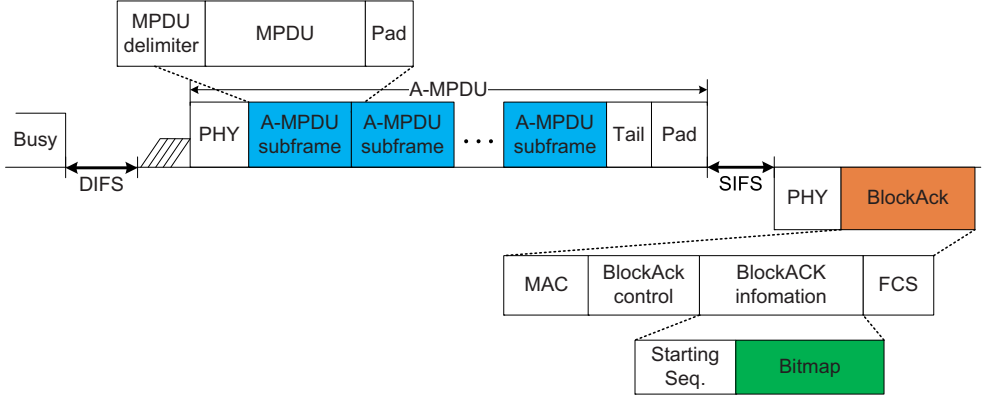 MPDU
delimiter
MPDU
Pad
A-MPDU
Busy
DIFS
PHY
A-MPDU
subframe
A-MPDU
subframe
...
A-MPDU
subframe
Tail
Pad
SIFS
PHY
BlockAck
MAC
BlockAck
control
BlockACK
infomation
FCS
Starting
Seq.
Bitmap